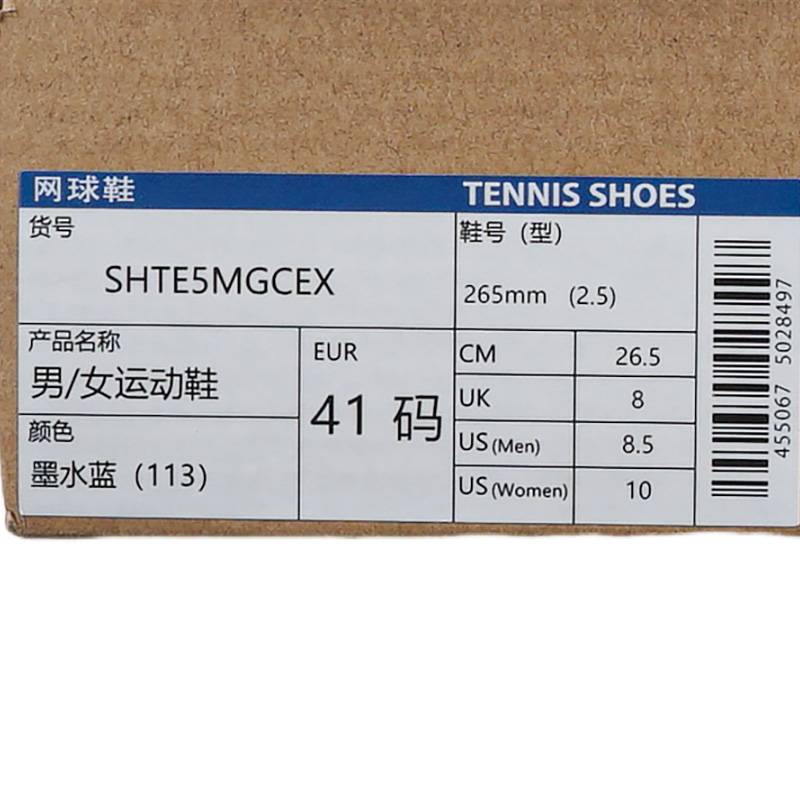 网球鞋 TENNIS SHOES
货号
SHTE5MGCEX
鞋号（型）
265mm (2.5)
产品名称
男/女运动鞋
颜色
墨水蓝（113）
EUR
41 码
CM 26.5
UK 8
US (Men) 8.5
US (Women) 10
455067 5028497